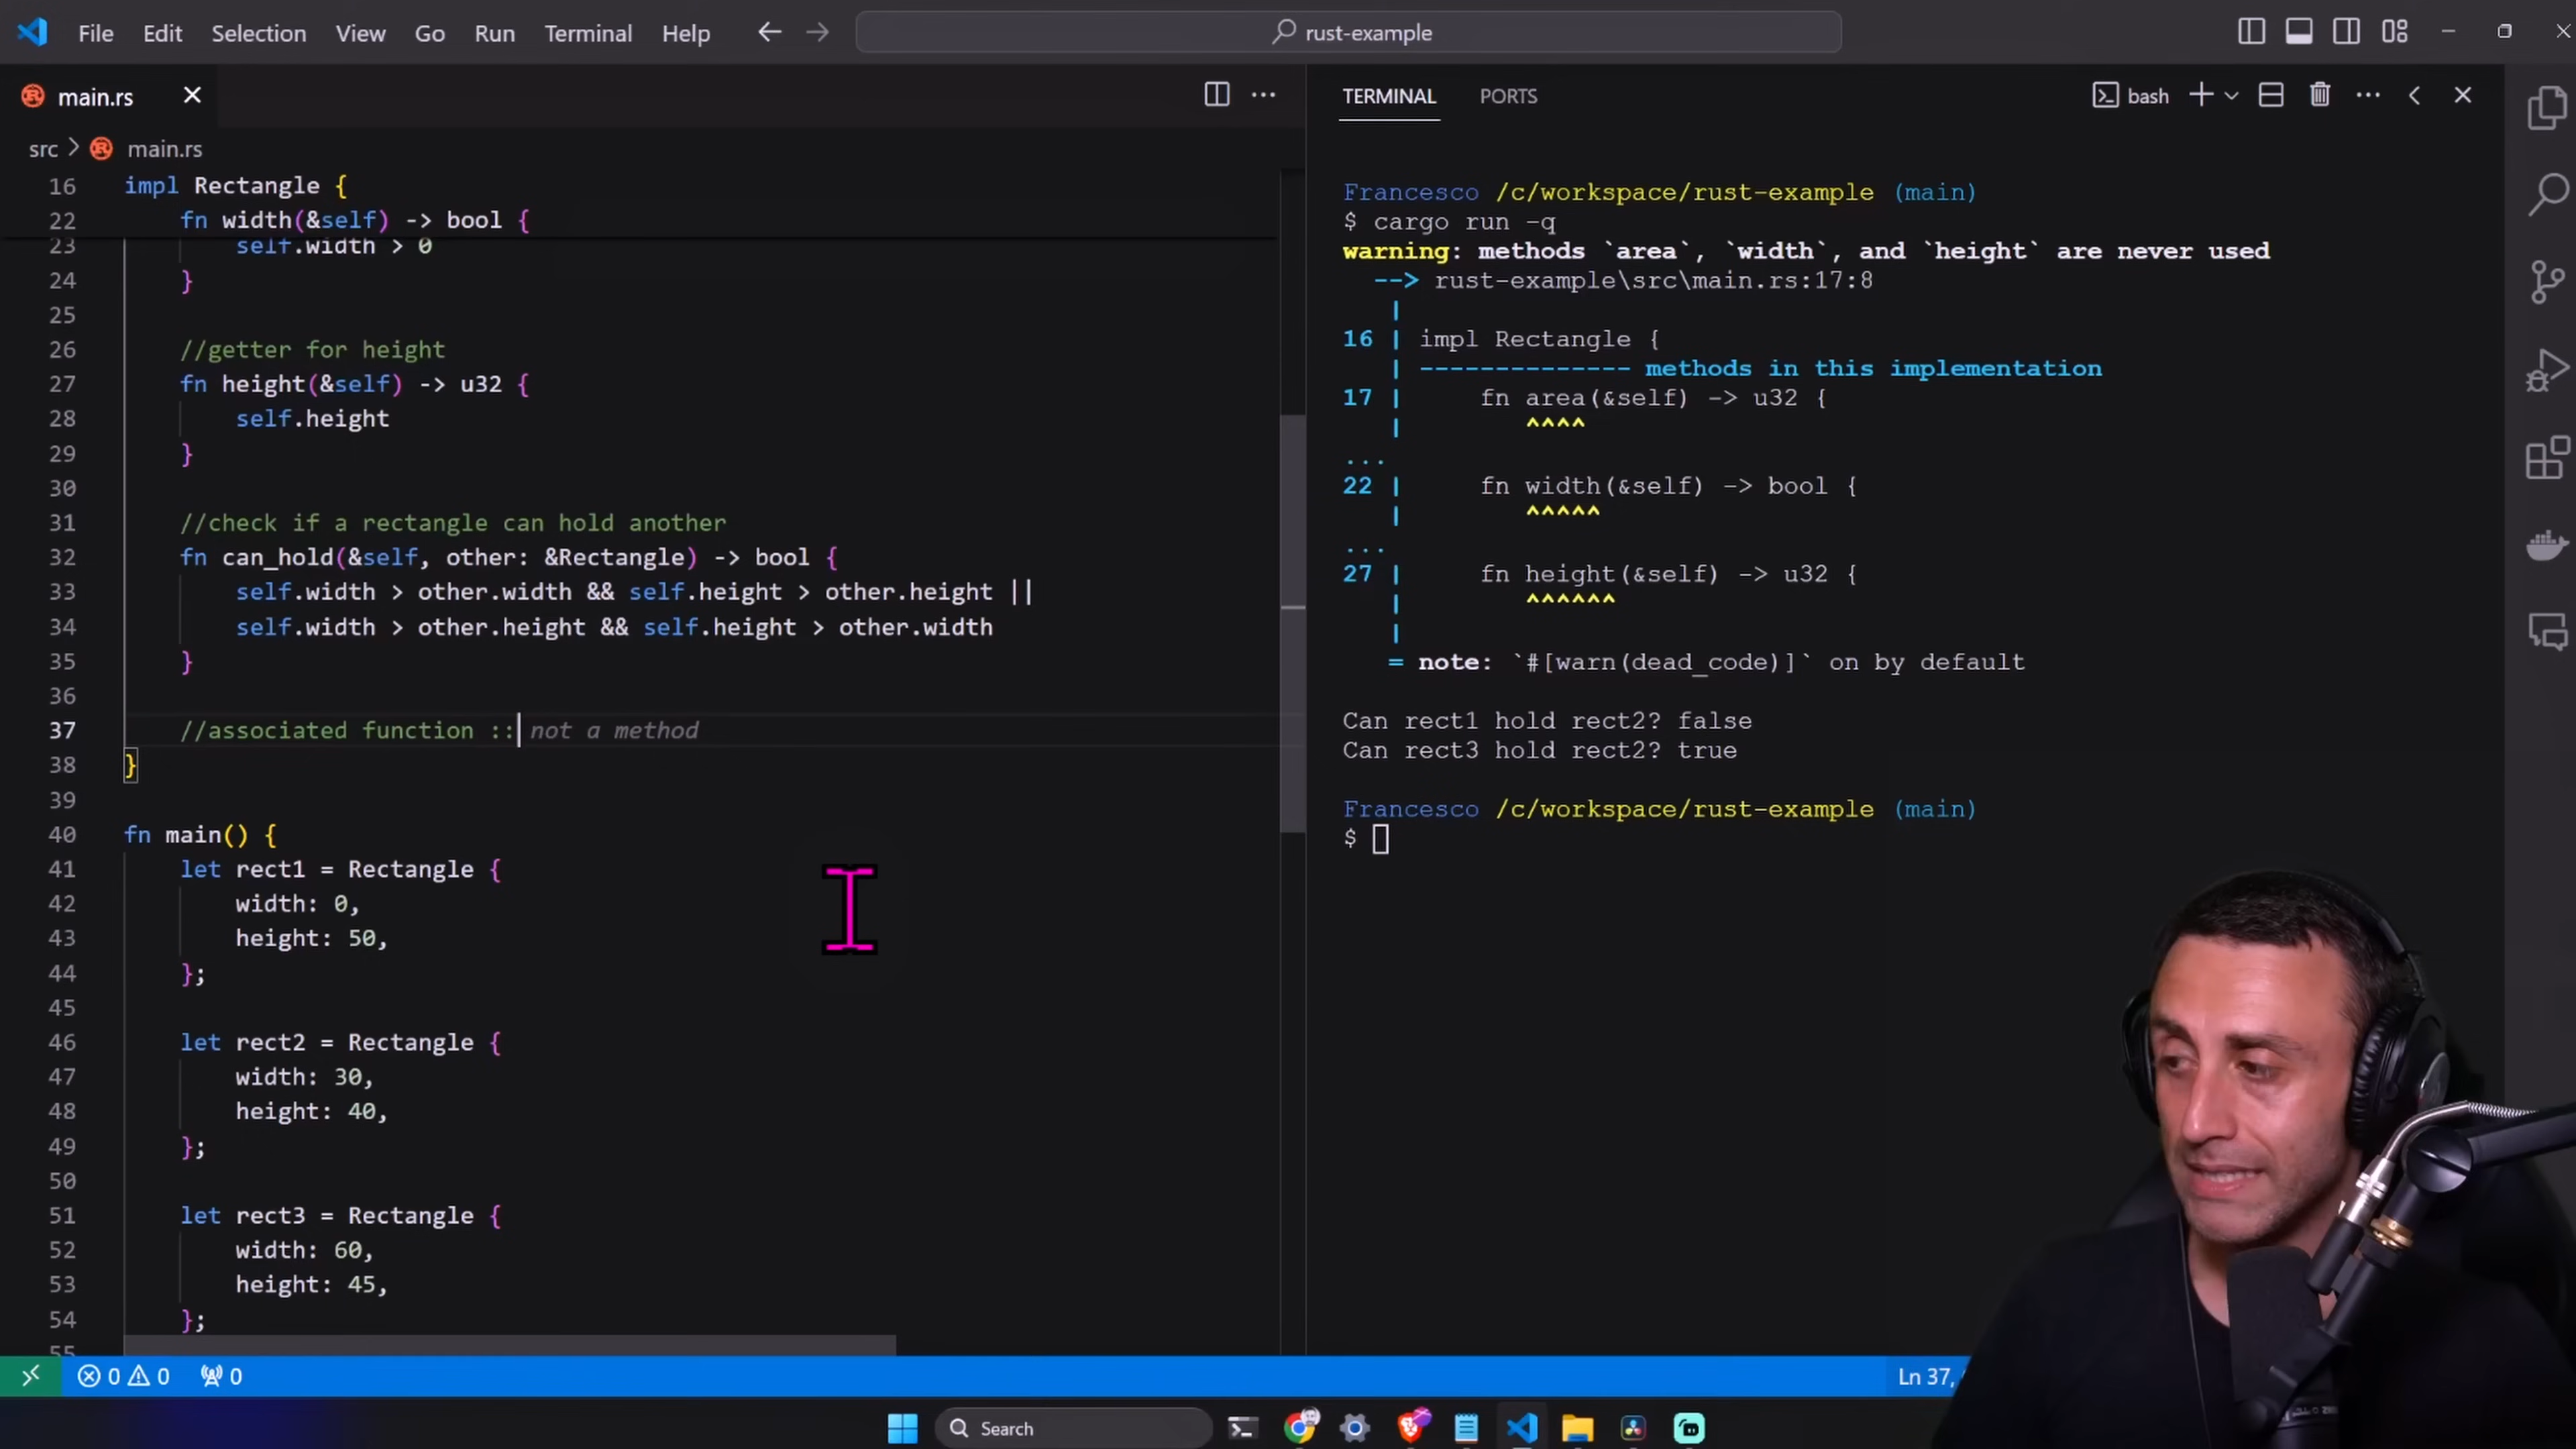 File Edit Selection View Go Run Terminal Help
rust-example
main.rs
src > main.rs
16 impl Rectangle {
22 fn width(&self) -> bool {
23 self.width > 0
24 }
25
26 //getter for height
27 fn height(&self) -> u32 {
28 self.height
29 }
30
31 //check if a rectangle can hold another
32 fn can_hold(&self, other: &Rectangle) -> bool {
33 self.width > other.width && self.height > other.height ||
34 self.width > other.height && self.height > other.width
35 }
36
37 //associated function :: not a method
38 }
39
40 fn main() {
41 let rect1 = Rectangle {
42 width: 0,
43 height: 50,
44 };
45
46 let rect2 = Rectangle {
47 width: 30,
48 height: 40,
49 };
50
51 let rect3 = Rectangle {
52 width: 60,
53 height: 45,
54 };
55
TERMINAL PORTS
bash
Francesco /c/workspace/rust-example (main)
$ cargo run -q
warning: methods `area`, `width`, and `height` are never used
--> rust-example\src\main.rs:17:8
|
16 | impl Rectangle {
| -------------- methods in this implementation
17 | fn area(&self) -> u32 {
| ^^^^
...
22 | fn width(&self) -> bool {
| ^^^^^
...
27 | fn height(&self) -> u32 {
| ^^^^^^
|
= note: `#[warn(dead_code)]` on by default
Can rect1 hold rect2? false
Can rect3 hold rect2? true
Francesco /c/workspace/rust-example (main)
$
0 0 0
Ln 37,
Search